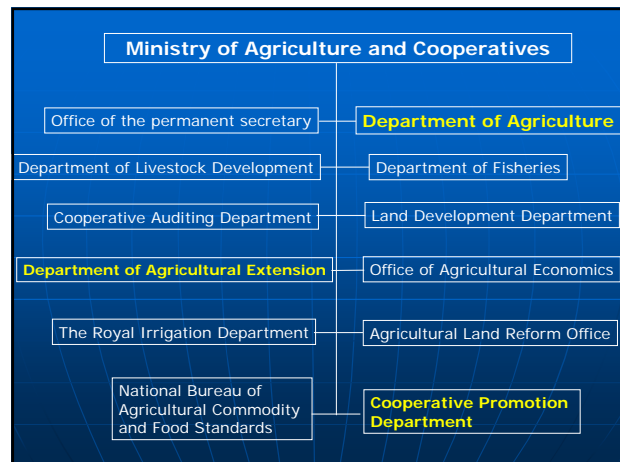 Ministry of Agriculture and Cooperatives
Office of the permanent secretary
Department of Agriculture
Department of Livestock Development
Department of Fisheries
Cooperative Auditing Department
Land Development Department
Department of Agricultural Extension
Office of Agricultural Economics
The Royal Irrigation Department
Agricultural Land Reform Office
National Bureau of
Agricultural Commodity
and Food Standards
Cooperative Promotion
Department